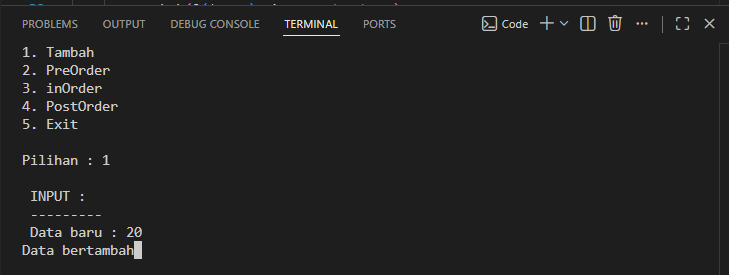 PROBLEMS OUTPUT DEBUG CONSOLE TERMINAL PORTS Code
1. Tambah
2. PreOrder
3. inOrder
4. PostOrder
5. Exit
Pilihan : 1
INPUT :
---------
Data baru : 20
Data bertambah